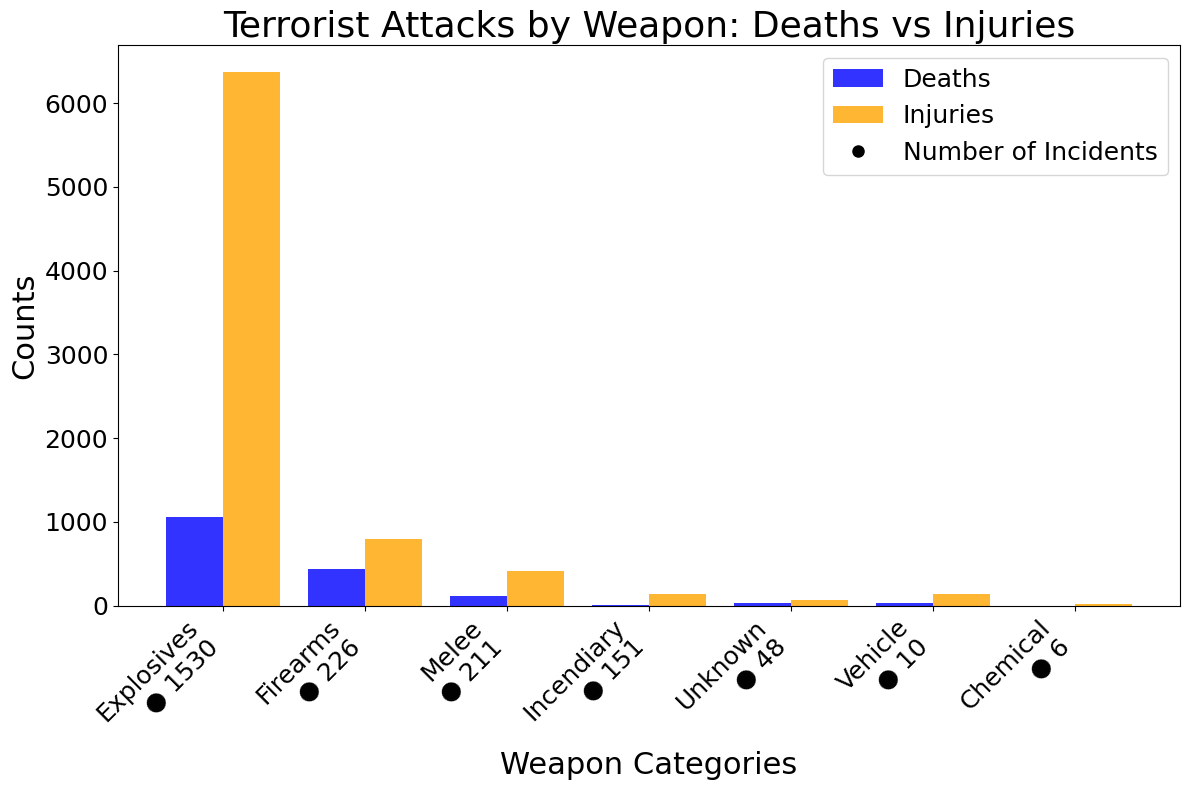 Terrorist Attacks by Weapon: Deaths vs Injuries
Deaths
Injuries
Number of Incidents
Counts
6000
5000
4000
3000
2000
1000
0
Explosives
● 1530
Firearms
● 226
Melee
● 211
Incendiary
● 151
Unknown
● 48
Vehicle
● 10
Chemical
● 6
Weapon Categories